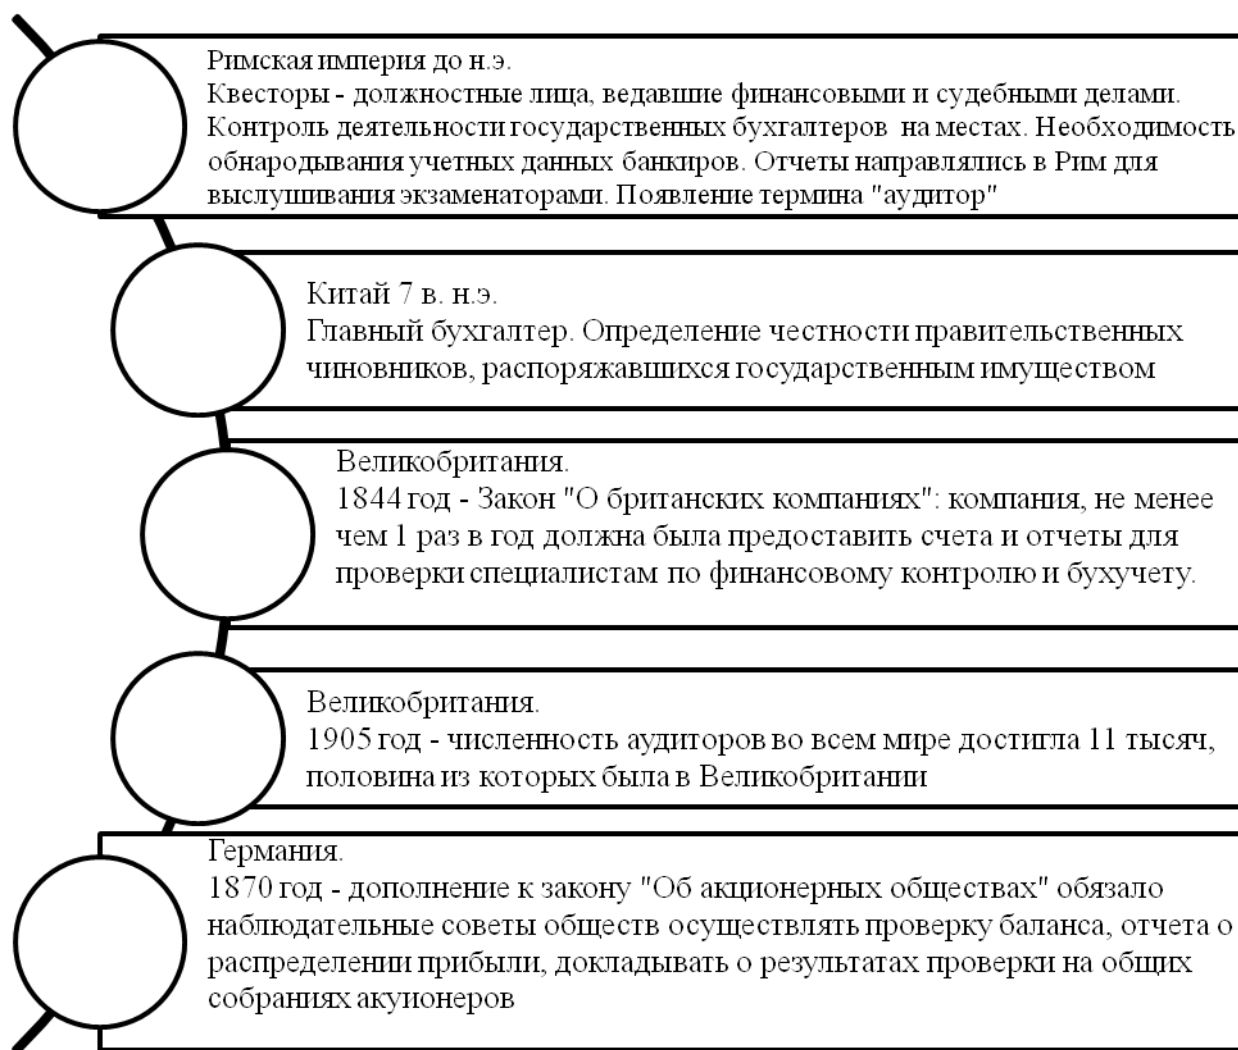 Римская империя до н.э.
Квесторы - должностные лица, ведавшие финансовыми и судебными делами.
Контроль деятельности государственных бухгалтеров на местах. Необходимость
обнародывания учетных данных банкиров. Отчеты направлялись в Рим для
выслушивания экзаменаторами. Появление термина "аудитор"
Китай 7 в. н.э.
Главный бухгалтер. Определение честности правительственных
чиновников, распоряжавшихся государственным имуществом
Великобритания.
1844 год - Закон "О британских компаниях": компания, не менее
чем 1 раз в год должна была предоставить счета и отчеты для
проверки специалистам по финансовому контролю и бухучету.
Великобритания.
1905 год - численность аудиторов во всем мире достигла 11 тысяч,
половина из которых была в Великобритании
Германия.
1870 год - дополнение к закону "Об акционерных обществах" обязало
наблюдательные советы обществ осуществлять проверку баланса, отчета о
распределении прибыли, докладывать о результатах проверки на общих
собраниях акуионеров